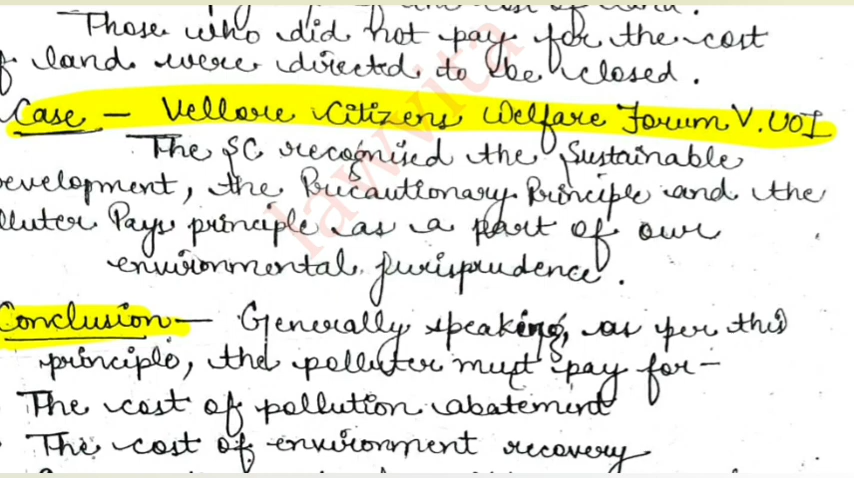 Those who did not pay for the cost
land were directed to be closed.
Case - Vellore Citizens Welfare Forum V. UOI
The SC recognised the Sustainable
evelopment, the Precautionary Principle and the
lluter Pays principle as a part of our
environmental jurisprudence.
Conclusion - Generally speaking, as per this
principle, the polluter must pay for -
The cost of pollution abatement
The cost of environment recovery
lawvita